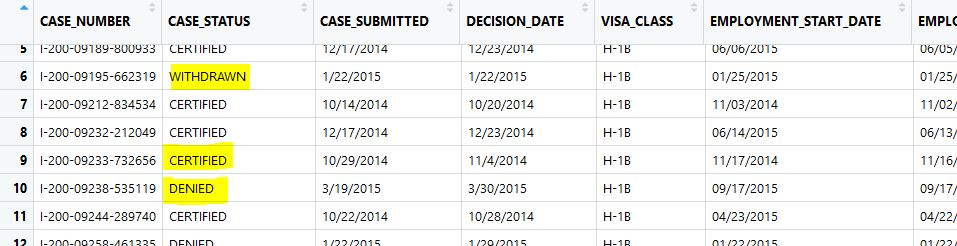 CASE_NUMBER CASE_STATUS CASE_SUBMITTED DECISION_DATE VISA_CLASS EMPLOYMENT_START_DATE EMPLO
5 I-200-09189-800933 CERTIFIED 12/17/2014 12/23/2014 H-1B 06/06/2015 06/05/
6 I-200-09195-662319 WITHDRAWN 1/22/2015 1/22/2015 H-1B 01/25/2015 01/25/
7 I-200-09212-834534 CERTIFIED 10/14/2014 10/20/2014 H-1B 11/03/2014 11/02/
8 I-200-09232-212049 CERTIFIED 12/17/2014 12/23/2014 H-1B 06/14/2015 06/13/
9 I-200-09233-732656 CERTIFIED 10/29/2014 11/4/2014 H-1B 11/17/2014 11/16/
10 I-200-09238-535119 DENIED 3/19/2015 3/30/2015 H-1B 09/17/2015 09/17/
11 I-200-09244-289740 CERTIFIED 10/22/2014 10/28/2014 H-1B 04/23/2015 04/22/
12 I-200-09258-461335 DENIED 1/22/2015 1/29/2015 H-1B 01/22/2015 01/22/